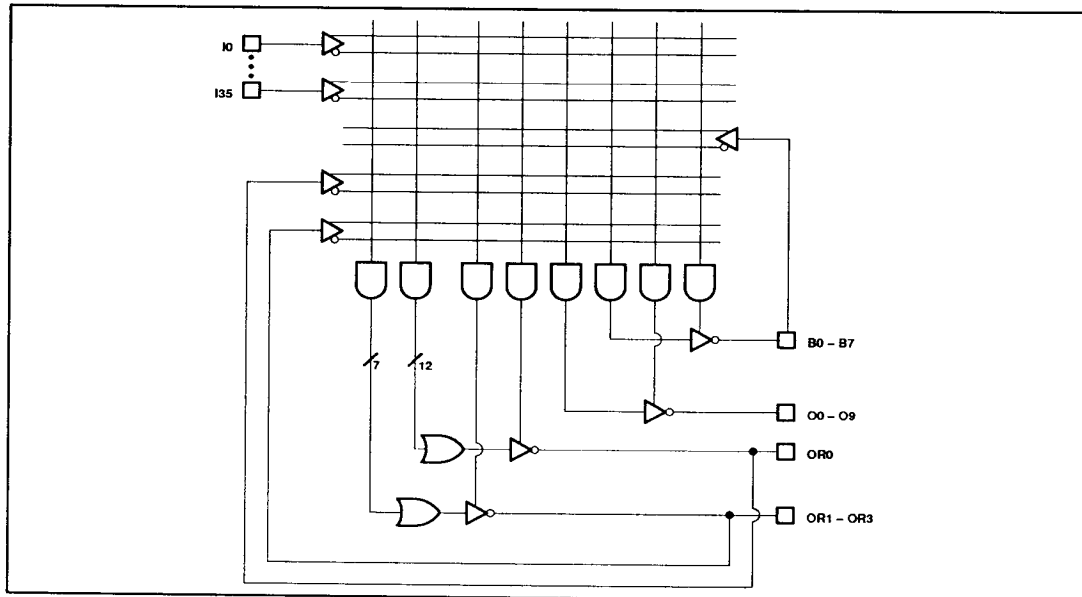 I0
I35
B0 – B7
7
12
O0 – O9
OR0
OR1 – OR3